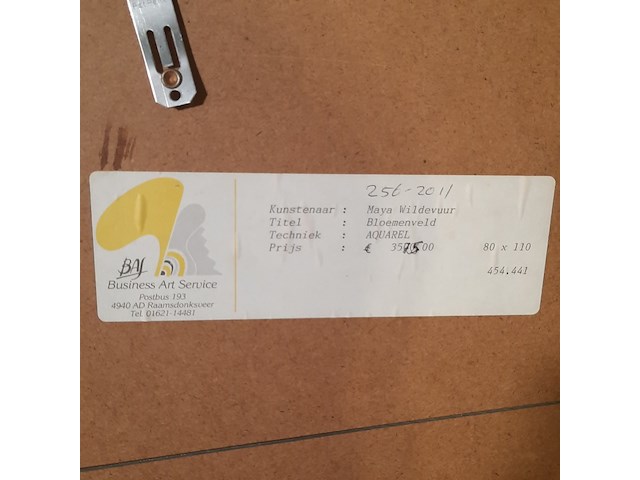 256-2011
Kunstenaar : Maya Wildevuur
Titel : Bloemenveld
Techniek : AQUAREL
Prijs : € 00 80 x 110
454.441
BAS
Business Art Service
Postbus 193
4940 AD Raamsdonksveer
Tel. 01621-14481